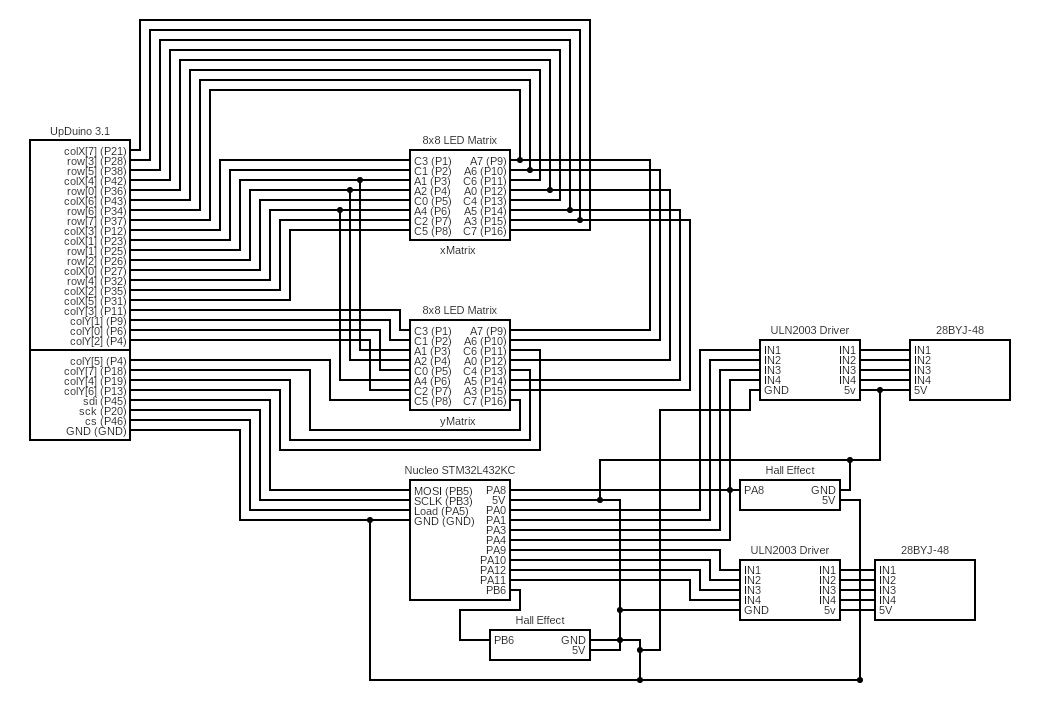 UpDuino 3.1
colX[7] (P21)
row[3] (P28)
row[5] (P38)
colX[4] (P42)
row[0] (P36)
colX[6] (P43)
row[6] (P34)
row[7] (P37)
colX[3] (P12)
colX[1] (P23)
row[1] (P25)
row[2] (P26)
colX[0] (P27)
row[4] (P32)
colX[2] (P35)
colX[5] (P31)
colY[3] (P11)
colY[1] (P9)
colY[0] (P6)
colY[2] (P4)
colY[5] (P4)
colY[7] (P18)
colY[4] (P19)
colY[6] (P13)
sdi (P45)
sck (P20)
cs (P46)
GND (GND)
8x8 LED Matrix
C3 (P1) A7 (P9)
C1 (P2) A6 (P10)
A1 (P3) C6 (P11)
A2 (P4) A0 (P12)
C0 (P5) C4 (P13)
A4 (P6) A5 (P14)
C2 (P7) A3 (P15)
C5 (P8) C7 (P16)
xMatrix
8x8 LED Matrix
C3 (P1) A7 (P9)
C1 (P2) A6 (P10)
A1 (P3) C6 (P11)
A2 (P4) A0 (P12)
C0 (P5) C4 (P13)
A4 (P6) A5 (P14)
C2 (P7) A3 (P15)
C5 (P8) C7 (P16)
yMatrix
Nucleo STM32L432KC
MOSI (PB5) PA8
SCLK (PB3) 5V
Load (PA5) PA0
GND (GND) PA1
PA3
PA4
PA9
PA10
PA12
PA11
PB6
Hall Effect
PB6 GND
5V
ULN2003 Driver
IN1 IN1
IN2 IN2
IN3 IN3
IN4 IN4
GND 5v
28BYJ-48
IN1
IN2
IN3
IN4
5V
Hall Effect
PA8 GND
5V
ULN2003 Driver
IN1 IN1
IN2 IN2
IN3 IN3
IN4 IN4
GND 5v
28BYJ-48
IN1
IN2
IN3
IN4
5V